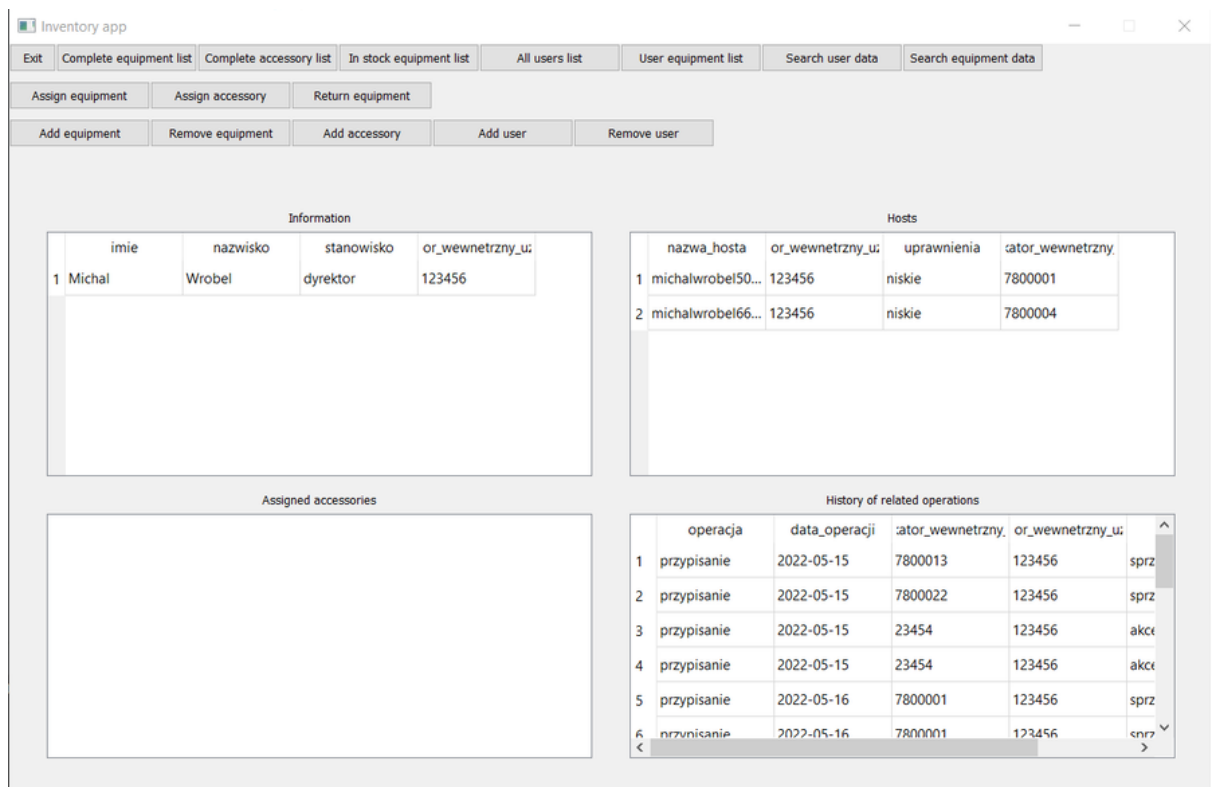 Inventory app
Exit Complete equipment list Complete accessory list In stock equipment list All users list User equipment list Search user data Search equipment data
Assign equipment Assign accessory Return equipment
Add equipment Remove equipment Add accessory Add user Remove user
Information
imie nazwisko stanowisko or_wewnetrzny_u
1 Michal Wrobel dyrektor 123456
Hosts
nazwa_hosta or_wewnetrzny_u uprawnienia wewnetrzny_
1 michalwrobel50... 123456 niskie 7800001
2 michalwrobel66... 123456 niskie 7800004
Assigned accessories
History of related operations
operacja data_operacji ator_wewnetrzny_ or_wewnetrzny_u
1 przypisanie 2022-05-15 7800013 123456 sprz
2 przypisanie 2022-05-15 7800022 123456 sprz
3 przypisanie 2022-05-15 23454 123456 akce
4 przypisanie 2022-05-15 23454 123456 akce
5 przypisanie 2022-05-16 7800001 123456 sprz
6 przypisanie 2022-05-16 7800001 123456 sprz